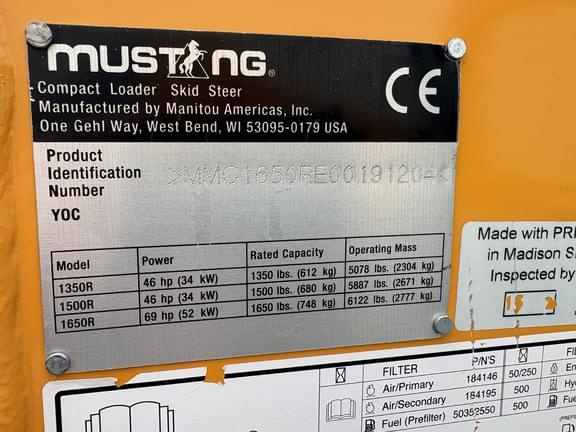 MUSTANG®
Compact Loader Skid Steer
Manufactured by Manitou Americas, Inc.
One Gehl Way, West Bend, WI 53095-0179 USA
CE
Product
Identification
Number
>MMC1650RE00191204<
YOC
Model Power Rated Capacity Operating Mass
1350R 46 hp (34 kW) 1350 lbs. (612 kg) 5078 lbs. (2304 kg)
1500R 46 hp (34 kW) 1500 lbs. (680 kg) 5887 lbs. (2671 kg)
1650R 69 hp (52 kW) 1650 lbs. (748 kg) 6122 lbs. (2777 kg)
Made with PRI
in Madison S
Inspected by
15 2
FILTER P/N'S
Air/Primary 184146 50/250
Air/Secondary 184195 500
Fuel (Prefilter) 50352550 500